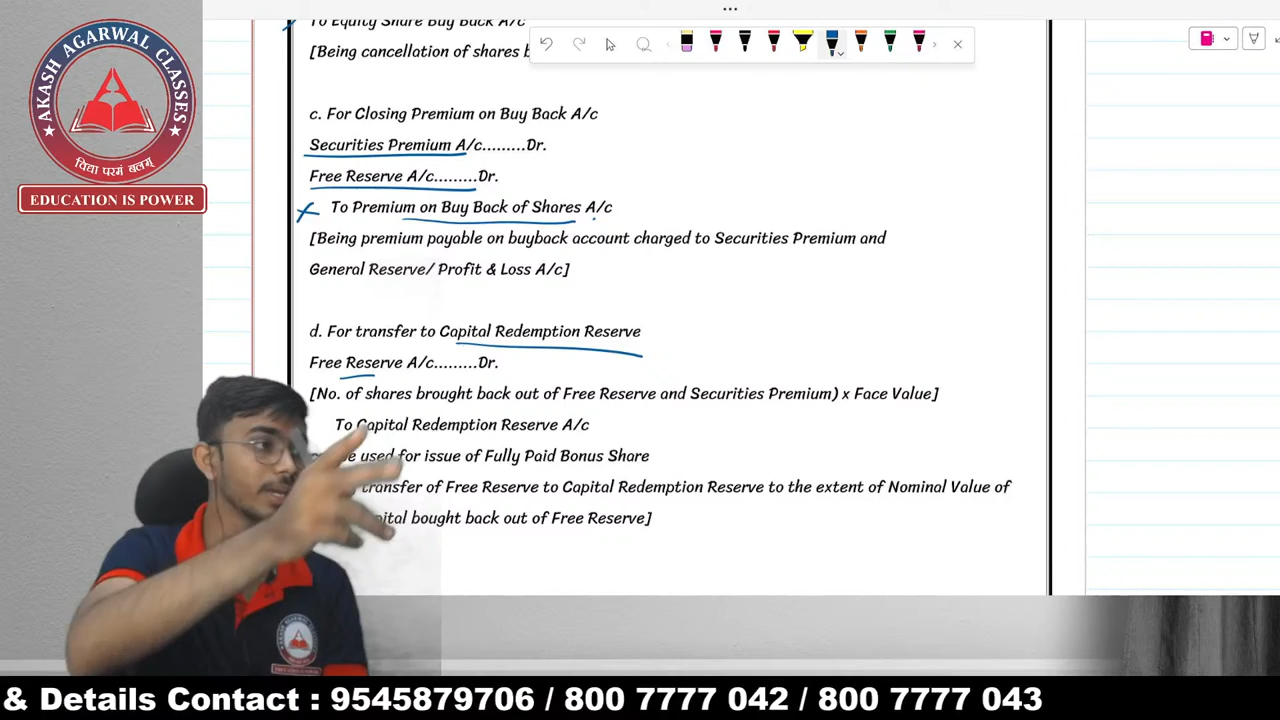 AKASH AGARWAL CLASSES
विद्या परमं बलम्
EDUCATION IS POWER
To Equity Share Buy Back A/c
[Being cancellation of shares b
c. For Closing Premium on Buy Back A/c
Securities Premium A/c.........Dr.
Free Reserve A/c.........Dr.
To Premium on Buy Back of Shares A/c
[Being premium payable on buyback account charged to Securities Premium and
General Reserve/ Profit & Loss A/c]
d. For transfer to Capital Redemption Reserve
Free Reserve A/c.........Dr.
[No. of shares brought back out of Free Reserve and Securities Premium) x Face Value]
To Capital Redemption Reserve A/c
used for issue of Fully Paid Bonus Share
transfer of Free Reserve to Capital Redemption Reserve to the extent of Nominal Value of
bought back out of Free Reserve]
& Details Contact : 9545879706 / 800 7777 042 / 800 7777 043